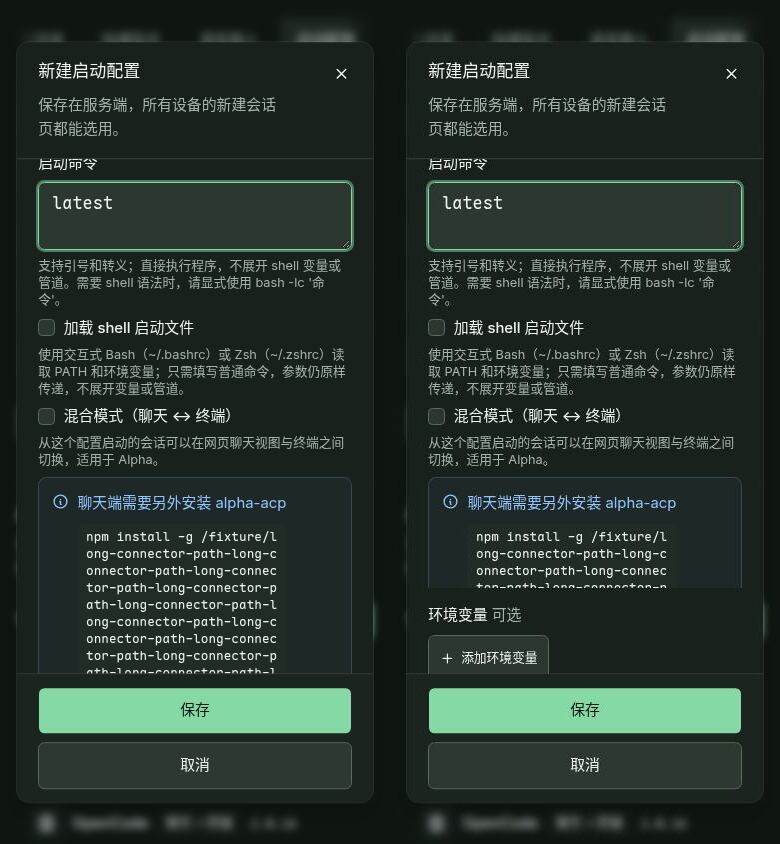 新建启动配置
保存在服务端，所有设备的新建会话
页都能选用。
启动命令
latest
支持引号和转义；直接执行程序，不展开 shell 变量或
管道。需要 shell 语法时，请显式使用 bash -lc '命
令'。
加载 shell 启动文件
使用交互式 Bash（~/.bashrc）或 Zsh（~/.zshrc）读
取 PATH 和环境变量；只需填写普通命令，参数仍原样
传递，不展开变量或管道。
混合模式（聊天 ↔ 终端）
从这个配置启动的会话可以在网页聊天视图与终端之间
切换，适用于 Alpha。
聊天端需要另外安装 alpha-acp
npm install -g /fixture/l
ong-connector-path-long-c
onnector-path-long-connec
tor-path-long-connector-p
ath-long-connector-path-l
ong-connector-path-long-c
onnector-path-long-connec
tor-path-long-connector-p
ath-long-connector-path-l
保存
取消
新建启动配置
保存在服务端，所有设备的新建会话
页都能选用。
启动命令
latest
支持引号和转义；直接执行程序，不展开 shell 变量或
管道。需要 shell 语法时，请显式使用 bash -lc '命
令'。
加载 shell 启动文件
使用交互式 Bash（~/.bashrc）或 Zsh（~/.zshrc）读
取 PATH 和环境变量；只需填写普通命令，参数仍原样
传递，不展开变量或管道。
混合模式（聊天 ↔ 终端）
从这个配置启动的会话可以在网页聊天视图与终端之间
切换，适用于 Alpha。
聊天端需要另外安装 alpha-acp
npm install -g /fixture/l
ong-connector-path-long-c
onnector-path-long-connec
tor-path-long-connector-p
环境变量 可选
+ 添加环境变量
保存
取消